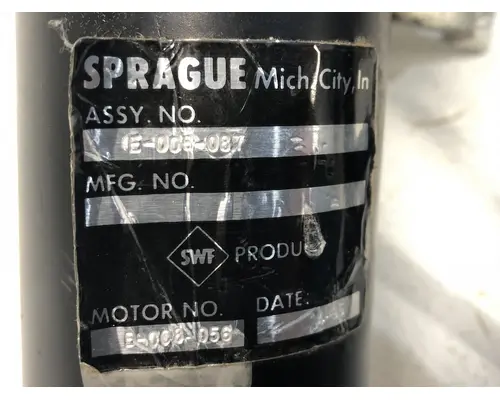 SPRAGUE Mich. City, In
ASSY. NO.
E-006-087
MFG. NO.
SWF PRODU
MOTOR NO. DATE:
E-006-056